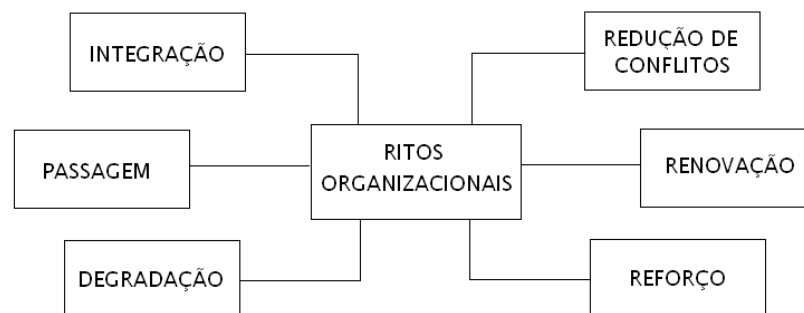 INTEGRAÇÃO
REDUÇÃO DE
CONFLITOS
PASSAGEM
RITOS
ORGANIZACIONAIS
RENOVAÇÃO
DEGRADAÇÃO
REFORÇO